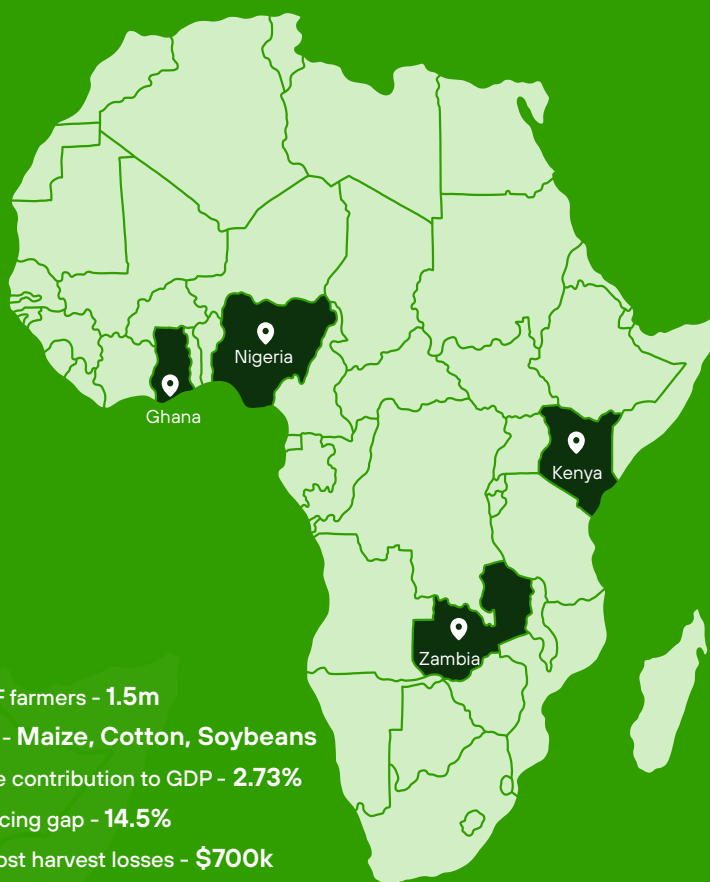 Nigeria
Ghana
Kenya
Zambia
F farmers - 1.5m
- Maize, Cotton, Soybeans
e contribution to GDP - 2.73%
cing gap - 14.5%
ost harvest losses - $700k